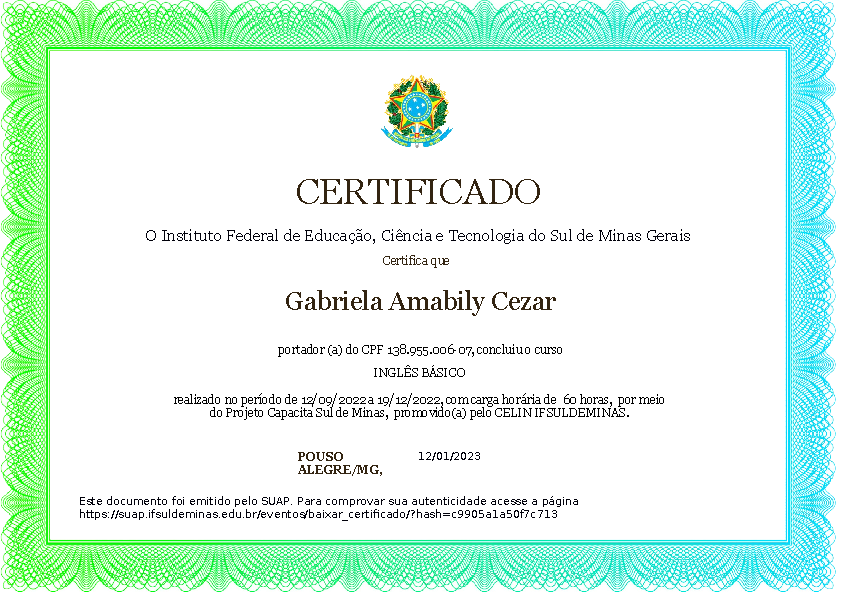 CERTIFICADO
O Instituto Federal de Educação, Ciência e Tecnologia do Sul de Minas Gerais
Certifica que
Gabriela Amabily Cezar
portador (a) do CPF 138.955.006-07, concluiu o curso
INGLÊS BÁSICO
realizado no período de 12/09/2022 a 19/12/2022, com carga horária de 60 horas, por meio
do Projeto Capacita Sul de Minas, promovido(a) pelo CELIN IFSULDEMINAS.
POUSO 12/01/2023
ALEGRE/MG,
Este documento foi emitido pelo SUAP. Para comprovar sua autenticidade acesse a página
https://suap.ifsuldeminas.edu.br/eventos/baixar_certificado/?hash=c9905a1a50f7c713